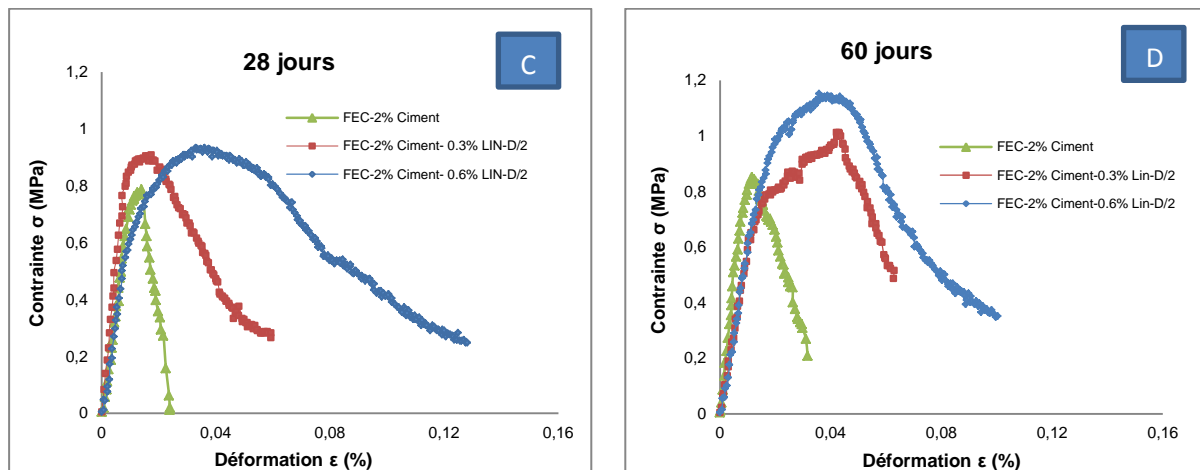 28 jours
C
1,2
1
0,8
0,6
0,4
0,2
0
Contrainte σ (MPa)
FEC-2% Ciment
FEC-2% Ciment- 0.3% LIN-D/2
FEC-2% Ciment- 0.6% LIN-D/2
0 0,04 0,08 0,12 0,16
Déformation ε (%)
60 jours
D
1,2
1
0,8
0,6
0,4
0,2
0
Contrainte σ (MPa)
FEC-2% Ciment
FEC-2% Ciment-0.3% Lin-D/2
FEC-2% Ciment-0.6% Lin-D/2
0 0,04 0,08 0,12 0,16
Déformation ε (%)